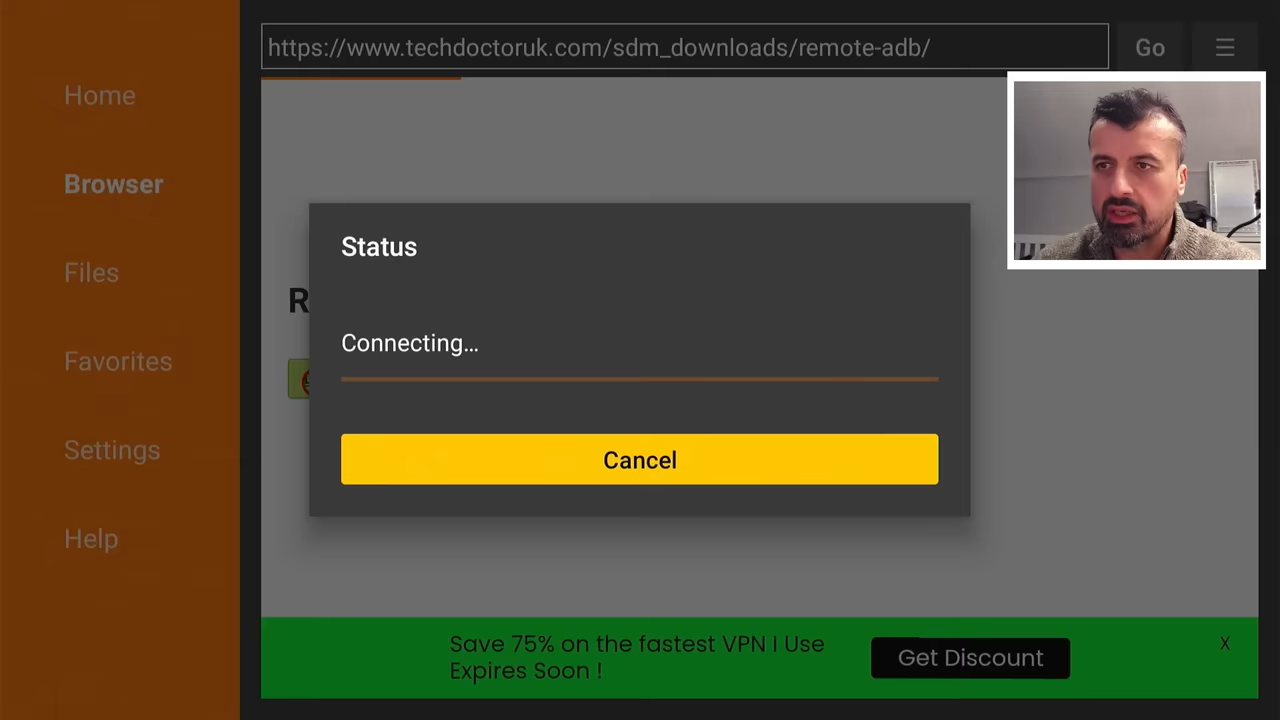 https://www.techdoctoruk.com/sdm_downloads/remote-adb/
Go
Home
Browser
Files
Favorites
Settings
Help
R
Status
Connecting...
Cancel
Save 75% on the fastest VPN I Use
Expires Soon !
Get Discount
X